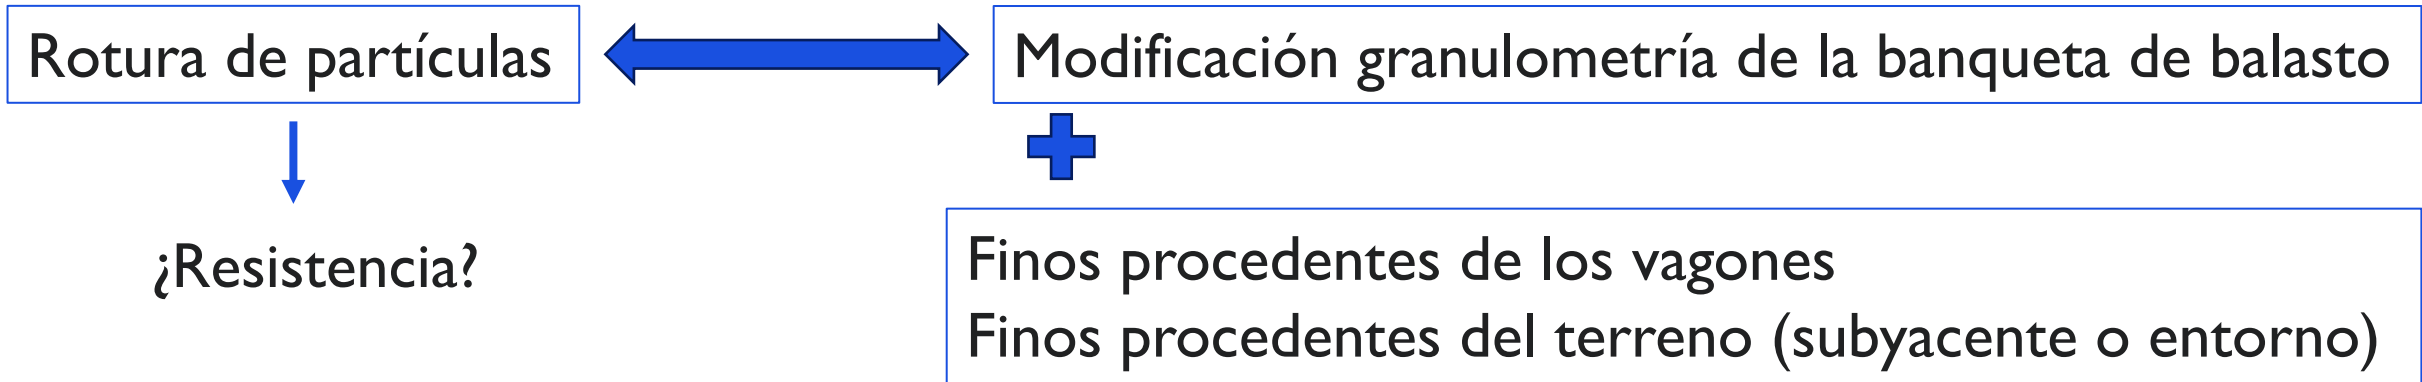 Rotura de partículas
Modificación granulometría de la banqueta de balasto
¿Resistencia?
Finos procedentes de los vagones
Finos procedentes del terreno (subyacente o entorno)